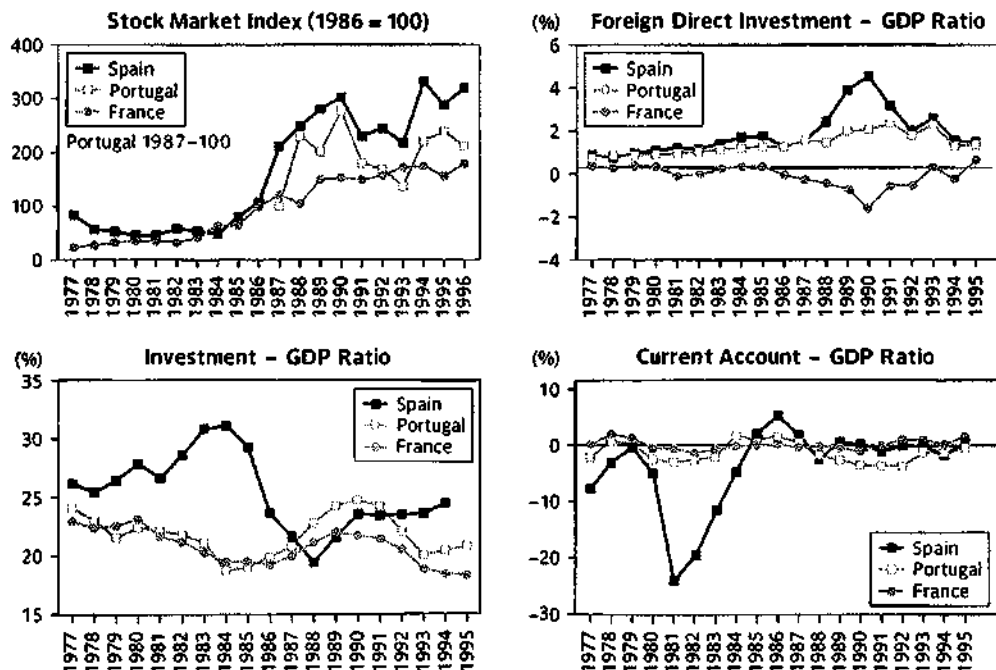 Stock Market Index (1986 = 100)
400
300
200
100
0
Spain
Portugal
France
Portugal 1987–100
1977 1978 1979 1980 1981 1982 1983 1984 1985 1986 1987 1988 1989 1990 1991 1992 1993 1994 1995 1996
(%) Foreign Direct Investment – GDP Ratio
6
4
2
0
−2
−4
Spain
Portugal
France
1977 1978 1979 1980 1981 1982 1983 1984 1985 1986 1987 1988 1989 1990 1991 1992 1993 1994 1995
(%) Investment – GDP Ratio
35
30
25
20
15
Spain
Portugal
France
1977 1978 1979 1980 1981 1982 1983 1984 1985 1986 1987 1988 1989 1990 1991 1992 1993 1994 1995
(%) Current Account – GDP Ratio
10
0
−10
−20
−30
Spain
Portugal
France
1977 1978 1979 1980 1981 1982 1983 1984 1985 1986 1987 1988 1989 1990 1991 1992 1993 1994 1995